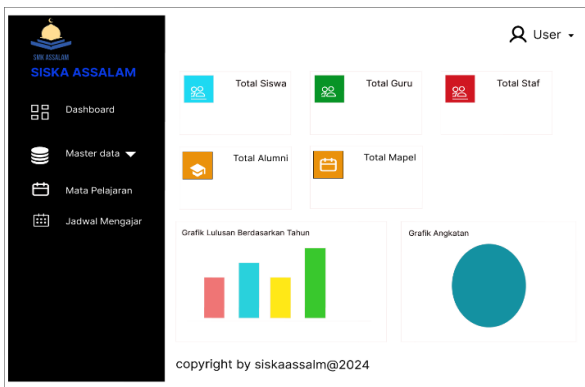 SMK ASSALAM
SISKA ASSALAM
Dashboard
Master data
Mata Pelajaran
Jadwal Mengajar
User
Total Siswa
Total Guru
Total Staf
Total Alumni
Total Mapel
Grafik Lulusan Berdasarkan Tahun
Grafik Angkatan
copyright by siskaassalm@2024